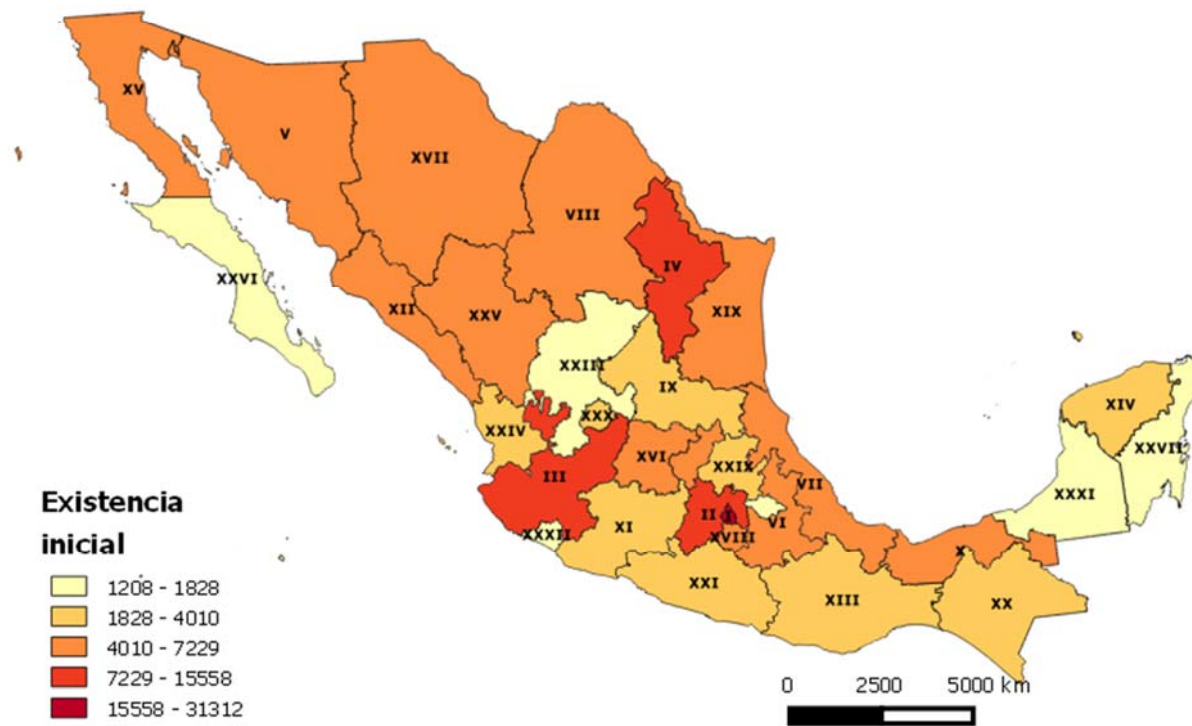 XV
V
XVII
VIII
IV
XXVI
XII
XXV
XIX
XXIII
IX
XXIV
XXX
XIV
XXVII
XXXI
III
XVI
XXIX
VII
II
I
VI
XXXII
XI
XVIII
X
XXI
XIII
XX
Existencia
inicial
1208 - 1828
1828 - 4010
4010 - 7229
7229 - 15558
15558 - 31312
0 2500 5000 km